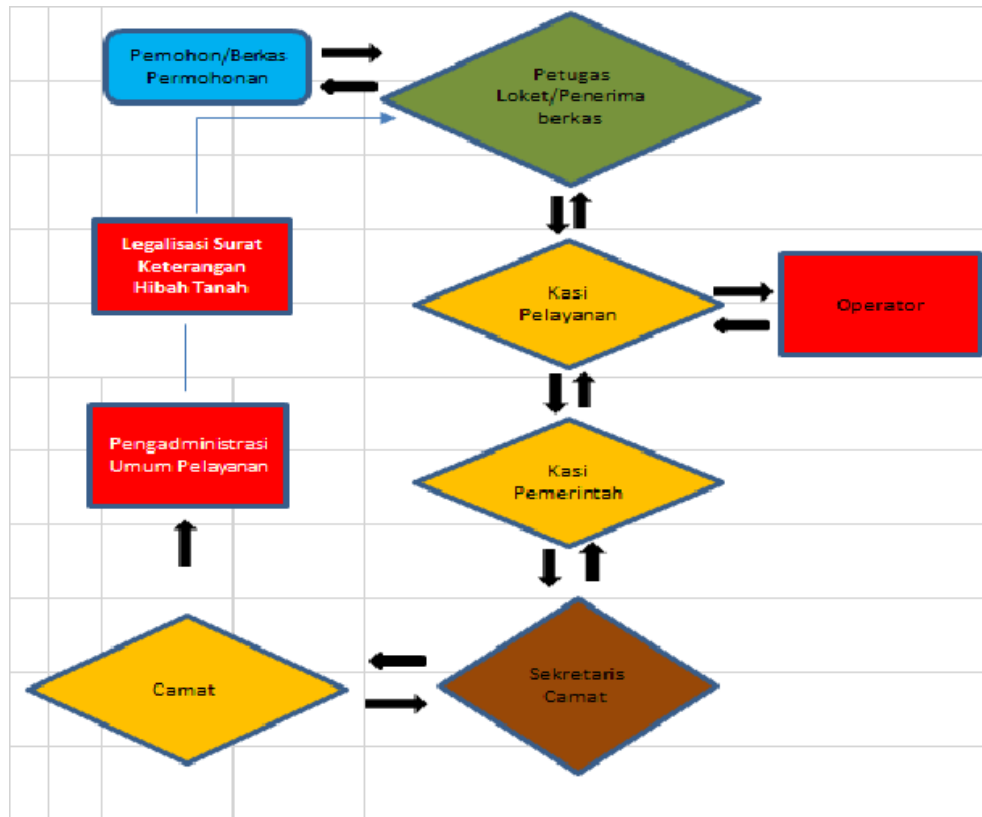 Pemohon/Berkas
Permohonan
Petugas
Loket/Penerima
berkas
Legalisasi Surat
Keterangan
Hibah Tanah
Kasi
Pelayanan
Operator
Pengadministrasi
Umum Pelayanan
Kasi
Pemerintah
Camat
Sekretaris
Camat